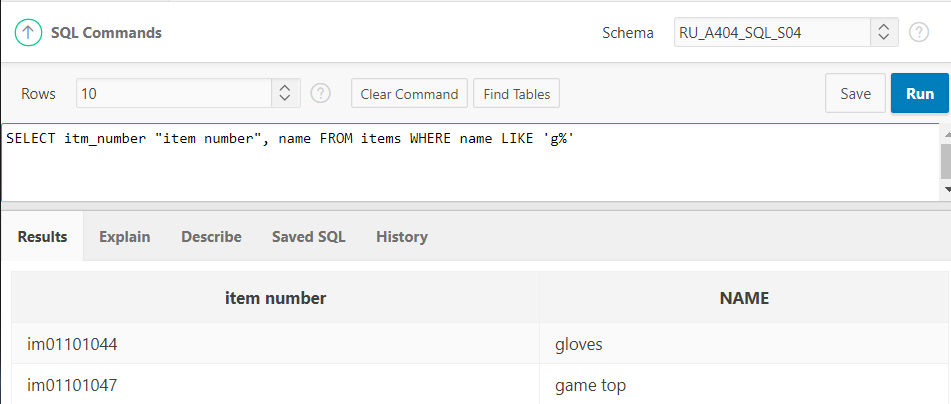 SQL Commands Schema RU_A404_SQL_S04 ?
Rows 10 ? Clear Command Find Tables Save Run
SELECT itm_number "item number", name FROM items WHERE name LIKE 'g%'
Results Explain Describe Saved SQL History
item number NAME
im01101044 gloves
im01101047 game top